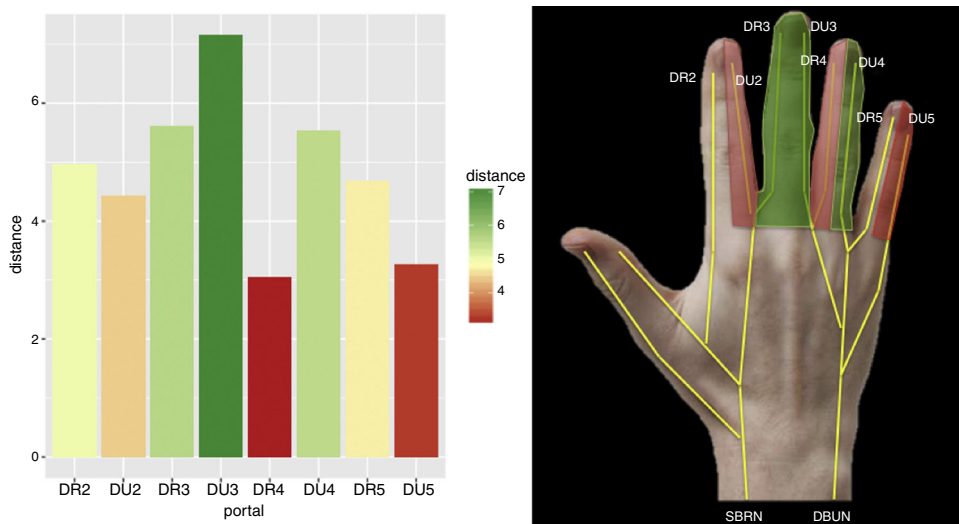 6
4
2
0
distance
DR2 DU2 DR3 DU3 DR4 DU4 DR5 DU5
portal
distance
7
6
5
4
DR3 DU3
DR4 DU4
DR2 DU2
DR5 DU5
SBRN DBUN